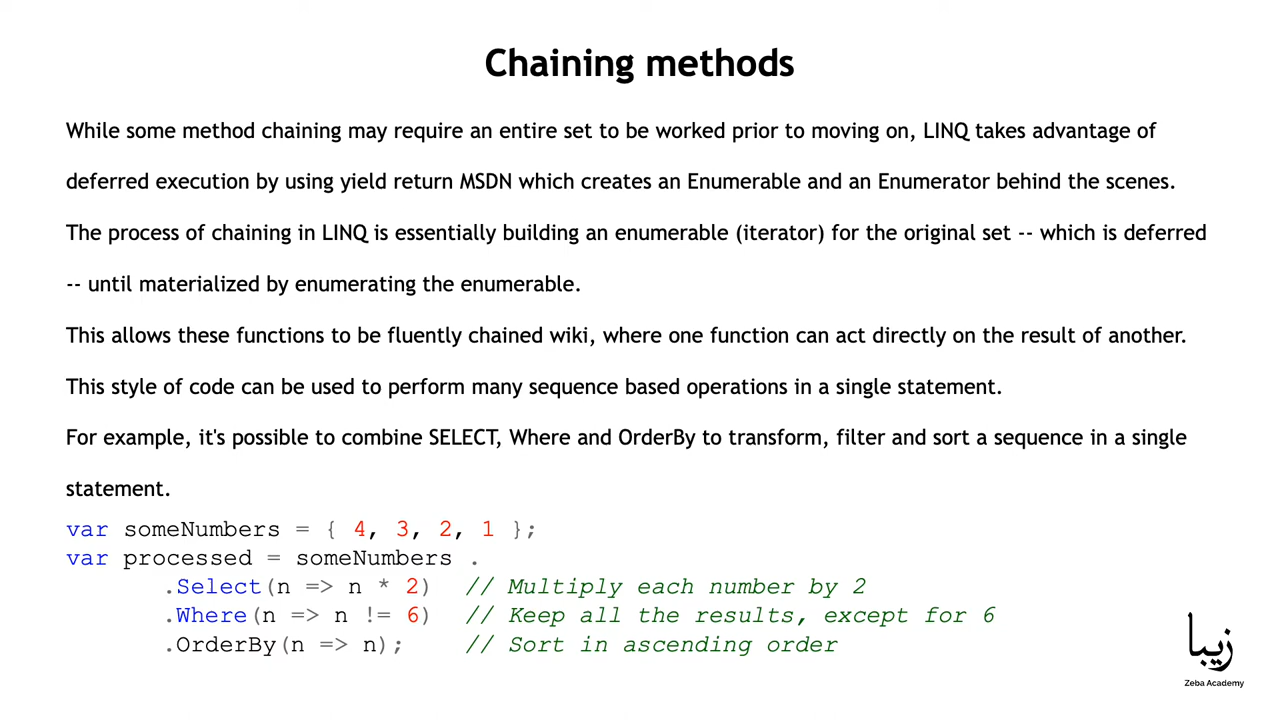 Chaining methods
While some method chaining may require an entire set to be worked prior to moving on, LINQ takes advantage of
deferred execution by using yield return MSDN which creates an Enumerable and an Enumerator behind the scenes.
The process of chaining in LINQ is essentially building an enumerable (iterator) for the original set -- which is deferred
-- until materialized by enumerating the enumerable.
This allows these functions to be fluently chained wiki, where one function can act directly on the result of another.
This style of code can be used to perform many sequence based operations in a single statement.
For example, it's possible to combine SELECT, Where and OrderBy to transform, filter and sort a sequence in a single
statement.
var someNumbers = { 4, 3, 2, 1 };
var processed = someNumbers .
.Select(n => n * 2) // Multiply each number by 2
.Where(n => n != 6) // Keep all the results, except for 6
.OrderBy(n => n); // Sort in ascending order
زیبا
Zeba Academy